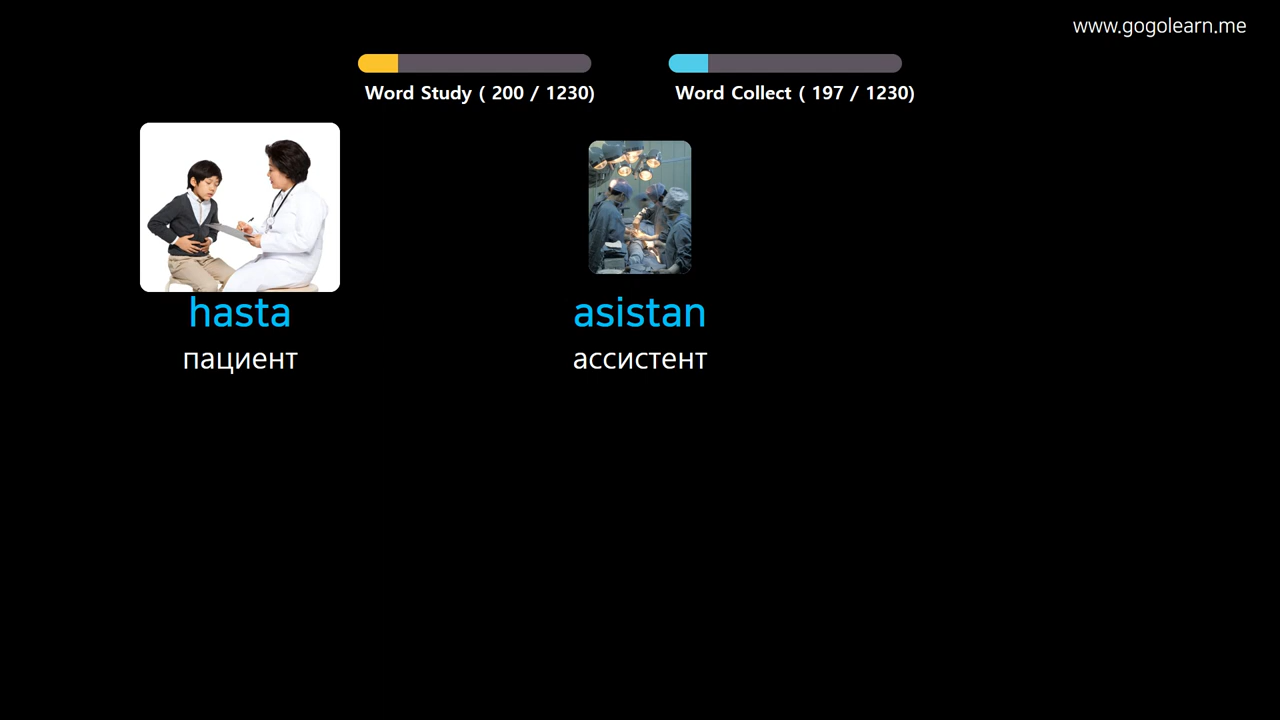 www.gogolearn.me
Word Study ( 200 / 1230)
Word Collect ( 197 / 1230)
hasta
пациент
asistan
ассистент